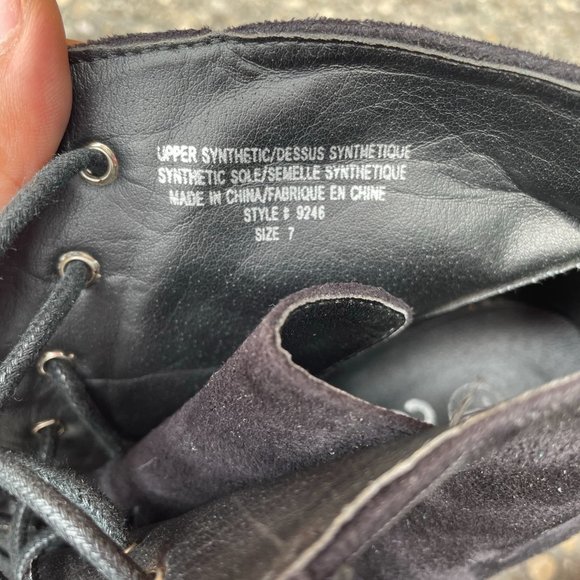 UPPER SYNTHETIC/DESSUS SYNTHETIQUE
SYNTHETIC SOLE/SEMELLE SYNTHETIQUE
MADE IN CHINA/FABRIQUE EN CHINE
STYLE # 9246
SIZE 7